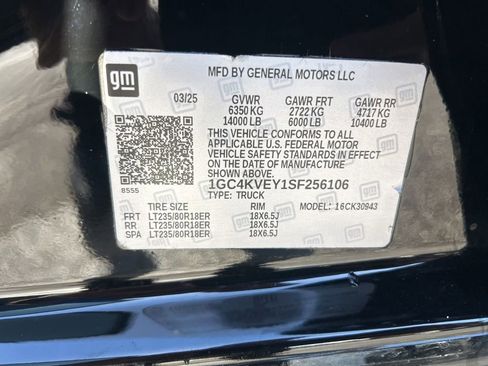 gm
MFD BY GENERAL MOTORS LLC
03/25 GVWR GAWR FRT GAWR RR
6350 KG 2722 KG 4717 KG
14000 LB 6000 LB 10400 LB
THIS VEHICLE CONFORMS TO ALL
APPLICABLE U.S. FEDERAL MOTOR
VEHICLE SAFETY STANDARDS IN EFFECT ON
THE DATE OF MANUFACTURE SHOWN ABOVE.
1GC4KVEY1SF256106
B555 TYPE: TRUCK
TIRE SIZE RIM MODEL: 16CK30943
FRT LT235/80R18ER 18X6.5J
RR LT235/80R18ER 18X6.5J
SPA LT235/80R18ER 18X6.5J